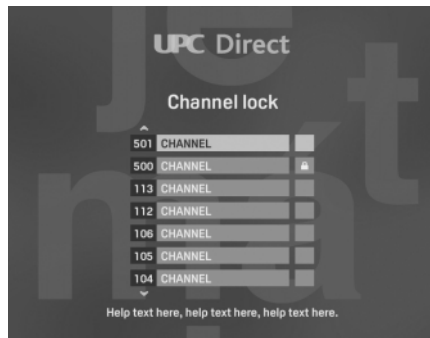 UPC Direct
Channel lock
501 CHANNEL
500 CHANNEL
113 CHANNEL
112 CHANNEL
106 CHANNEL
105 CHANNEL
104 CHANNEL
Help text here, help text here, help text here.